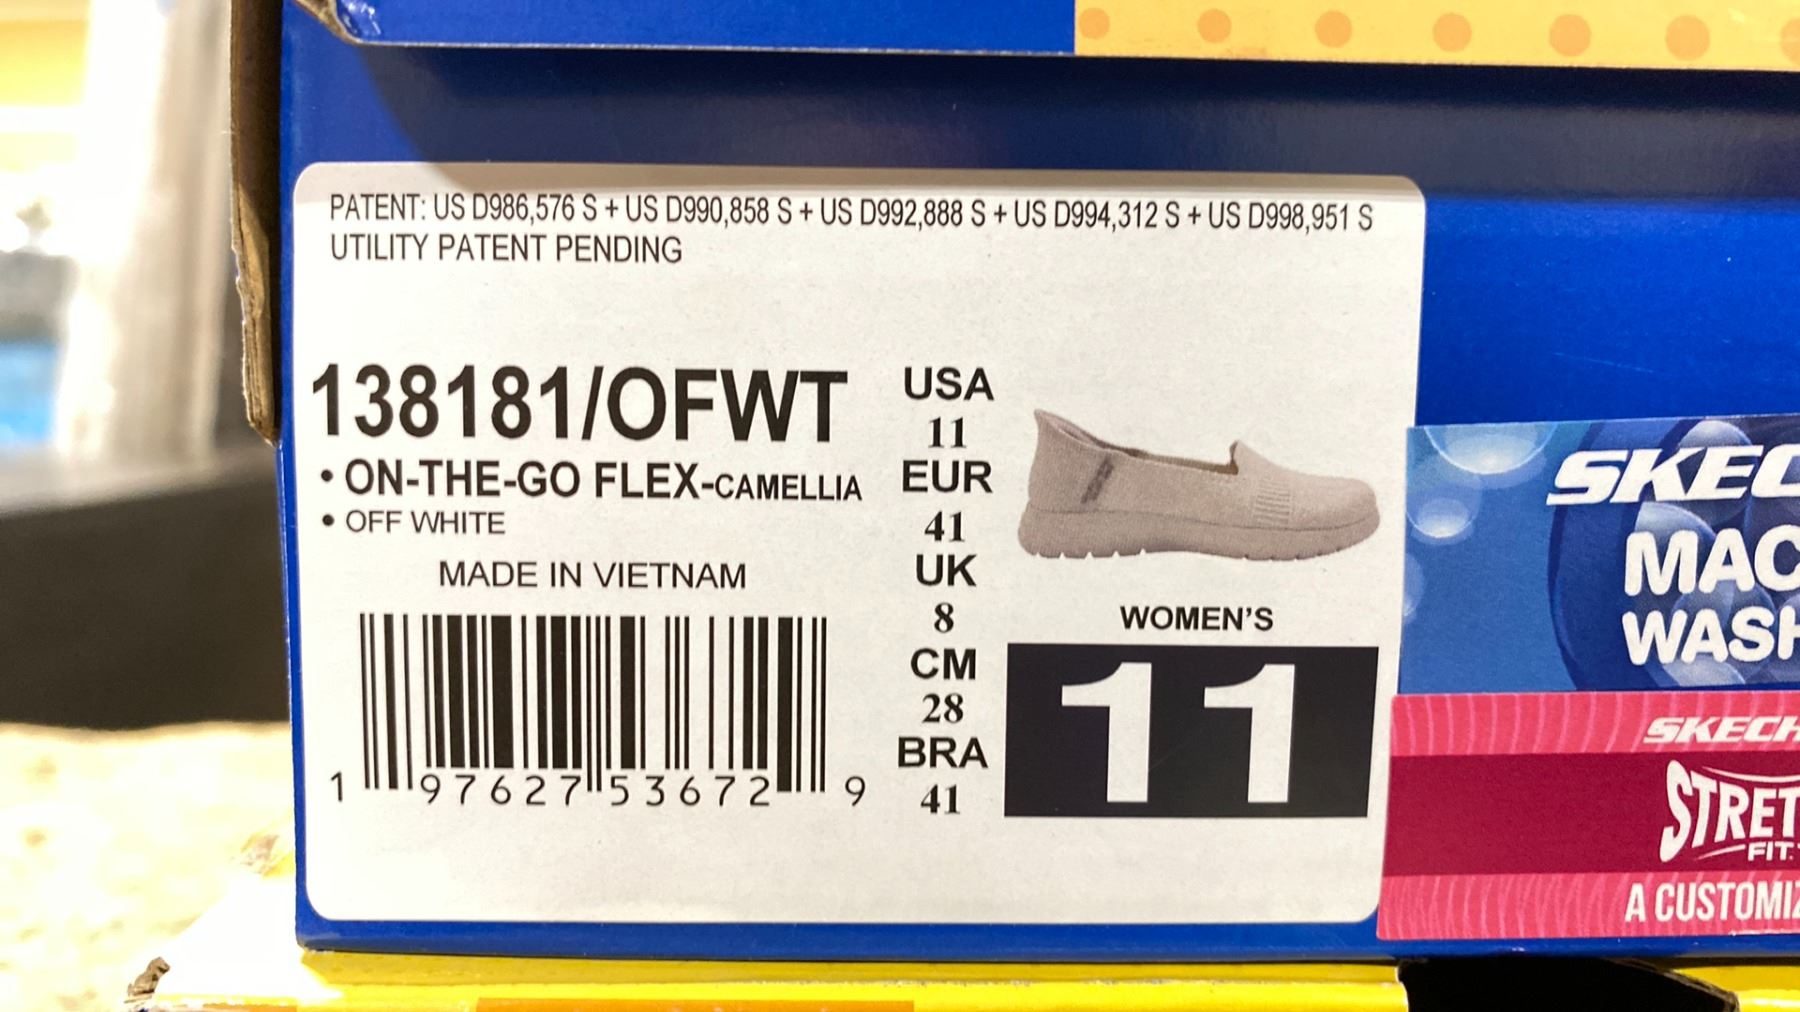 PATENT: US D986,576 S + US D990,858 S + US D992,888 S + US D994,312 S + US D998,951 S
UTILITY PATENT PENDING
138181/OFWT
• ON-THE-GO FLEX-CAMELLIA
• OFF WHITE
MADE IN VIETNAM
1 97627 53672 9
USA
11
EUR
41
UK
8
CM
28
BRA
41
WOMEN'S
11
SKEC
MAC
WASH
SKECH
STRET
FIT.
A CUSTOMIZ